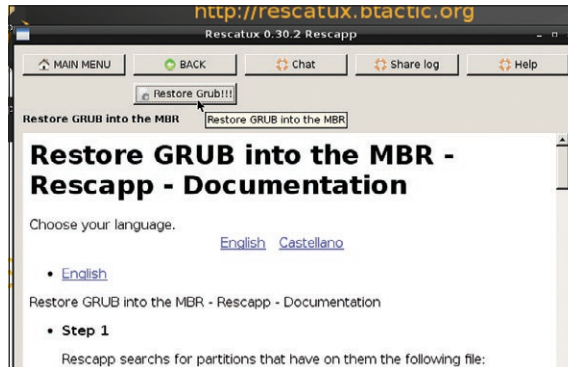 http://rescatux.btactic.org
Rescatux 0.30.2 Rescapp
MAIN MENU BACK Chat Share log Help
Restore Grub!!!
Restore GRUB into the MBR Restore GRUB into the MBR
Restore GRUB into the MBR -
Rescapp - Documentation
Choose your language.
English Castellano
• English
Restore GRUB into the MBR - Rescapp - Documentation
• Step 1
Rescapp searchs for partitions that have on them the following file: